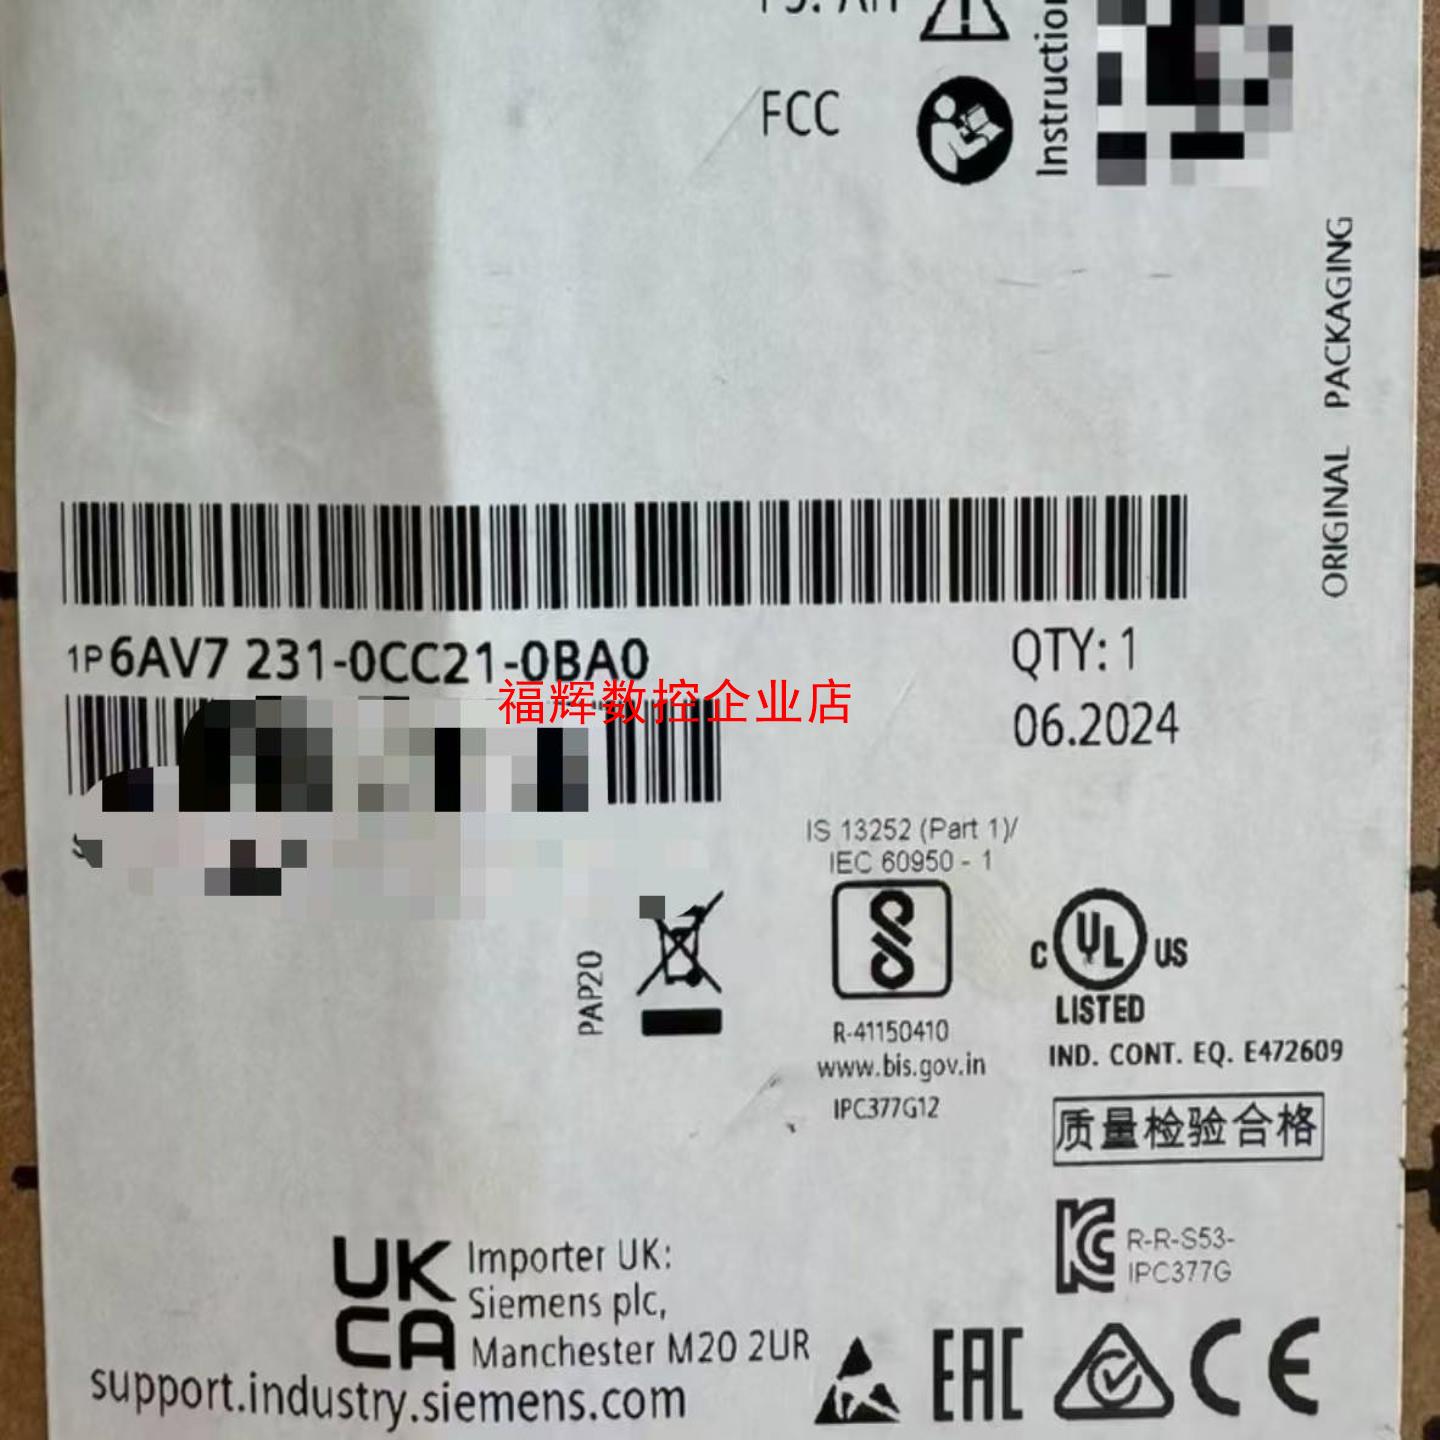 FCC
Instruction
ORIGINAL PACKAGING
1P 6AV7 231-0CC21-0BA0
QTY: 1
福辉数控企业店
06.2024
IS 13252 (Part 1)/
IEC 60950 - 1
PAP20
R-41150410
www.bis.gov.in
IPC377G12
C UL US
LISTED
IND. CONT. EQ. E472609
质量检验合格
R-R-S53-
IPC377G
UK
CA
Importer UK:
Siemens plc,
Manchester M20 2UR
support.industry.siemens.com
EAC
CE